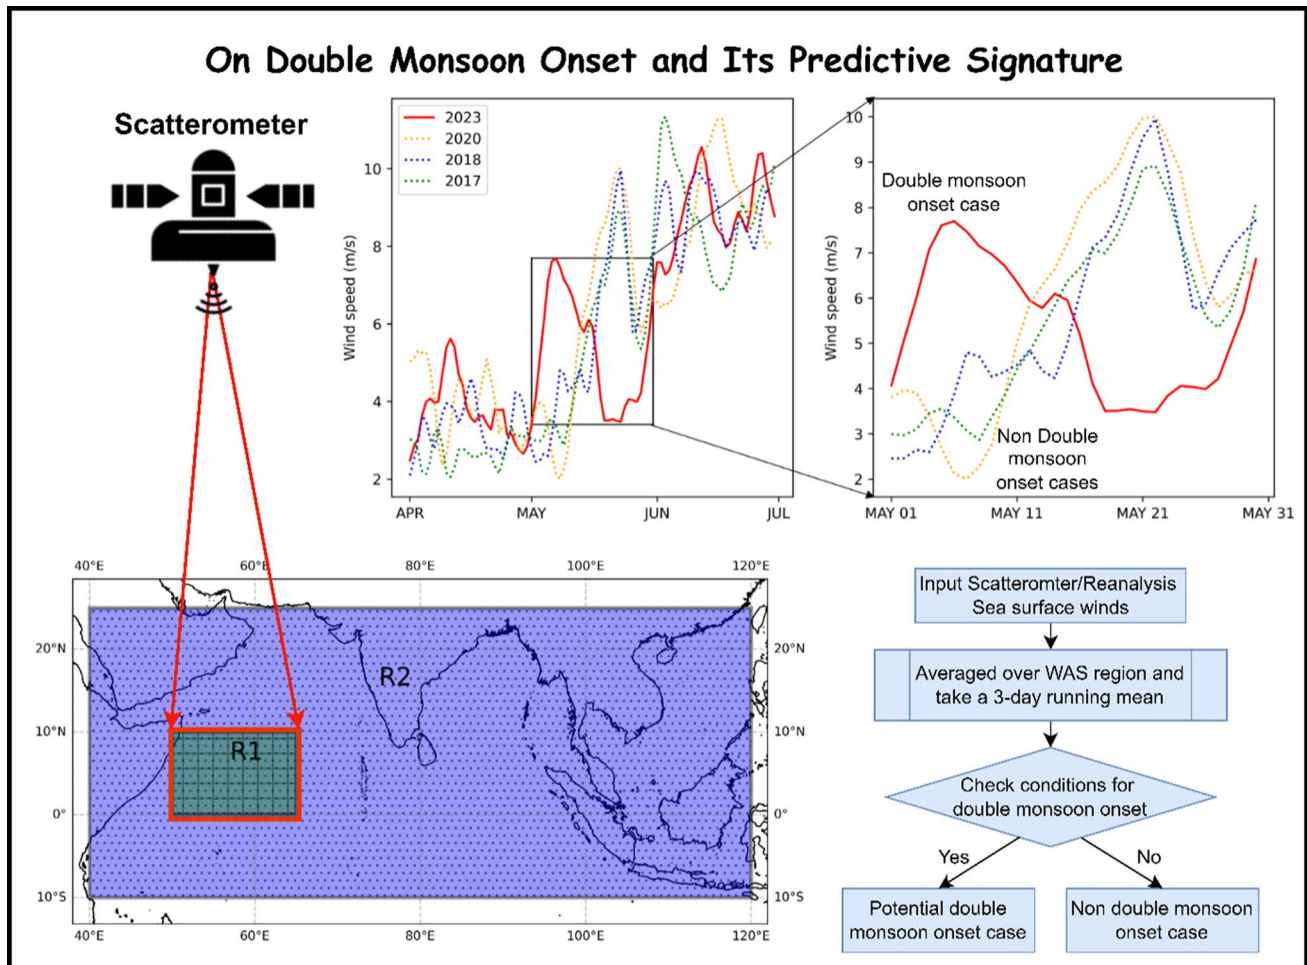 On Double Monsoon Onset and Its Predictive Signature
Scatterometer
2023
2020
2018
2017
Wind speed (m/s)
10
8
6
4
2
APR
MAY
JUN
JUL
Double monsoon
onset case
Non Double
monsoon
onset cases
Wind speed (m/s)
10
9
8
7
6
5
4
3
2
MAY 01
MAY 11
MAY 21
MAY 31
40°E
60°E
80°E
100°E
120°E
20°N
10°N
0°
10°S
R2
R1
20°N
10°N
0°
10°S
40°E
60°E
80°E
100°E
120°E
Input Scatteromter/Reanalysis
Sea surface winds
Averaged over WAS region and
take a 3-day running mean
Check conditions for
double monsoon onset
Yes
No
Potential double
monsoon onset case
Non double monsoon
onset case